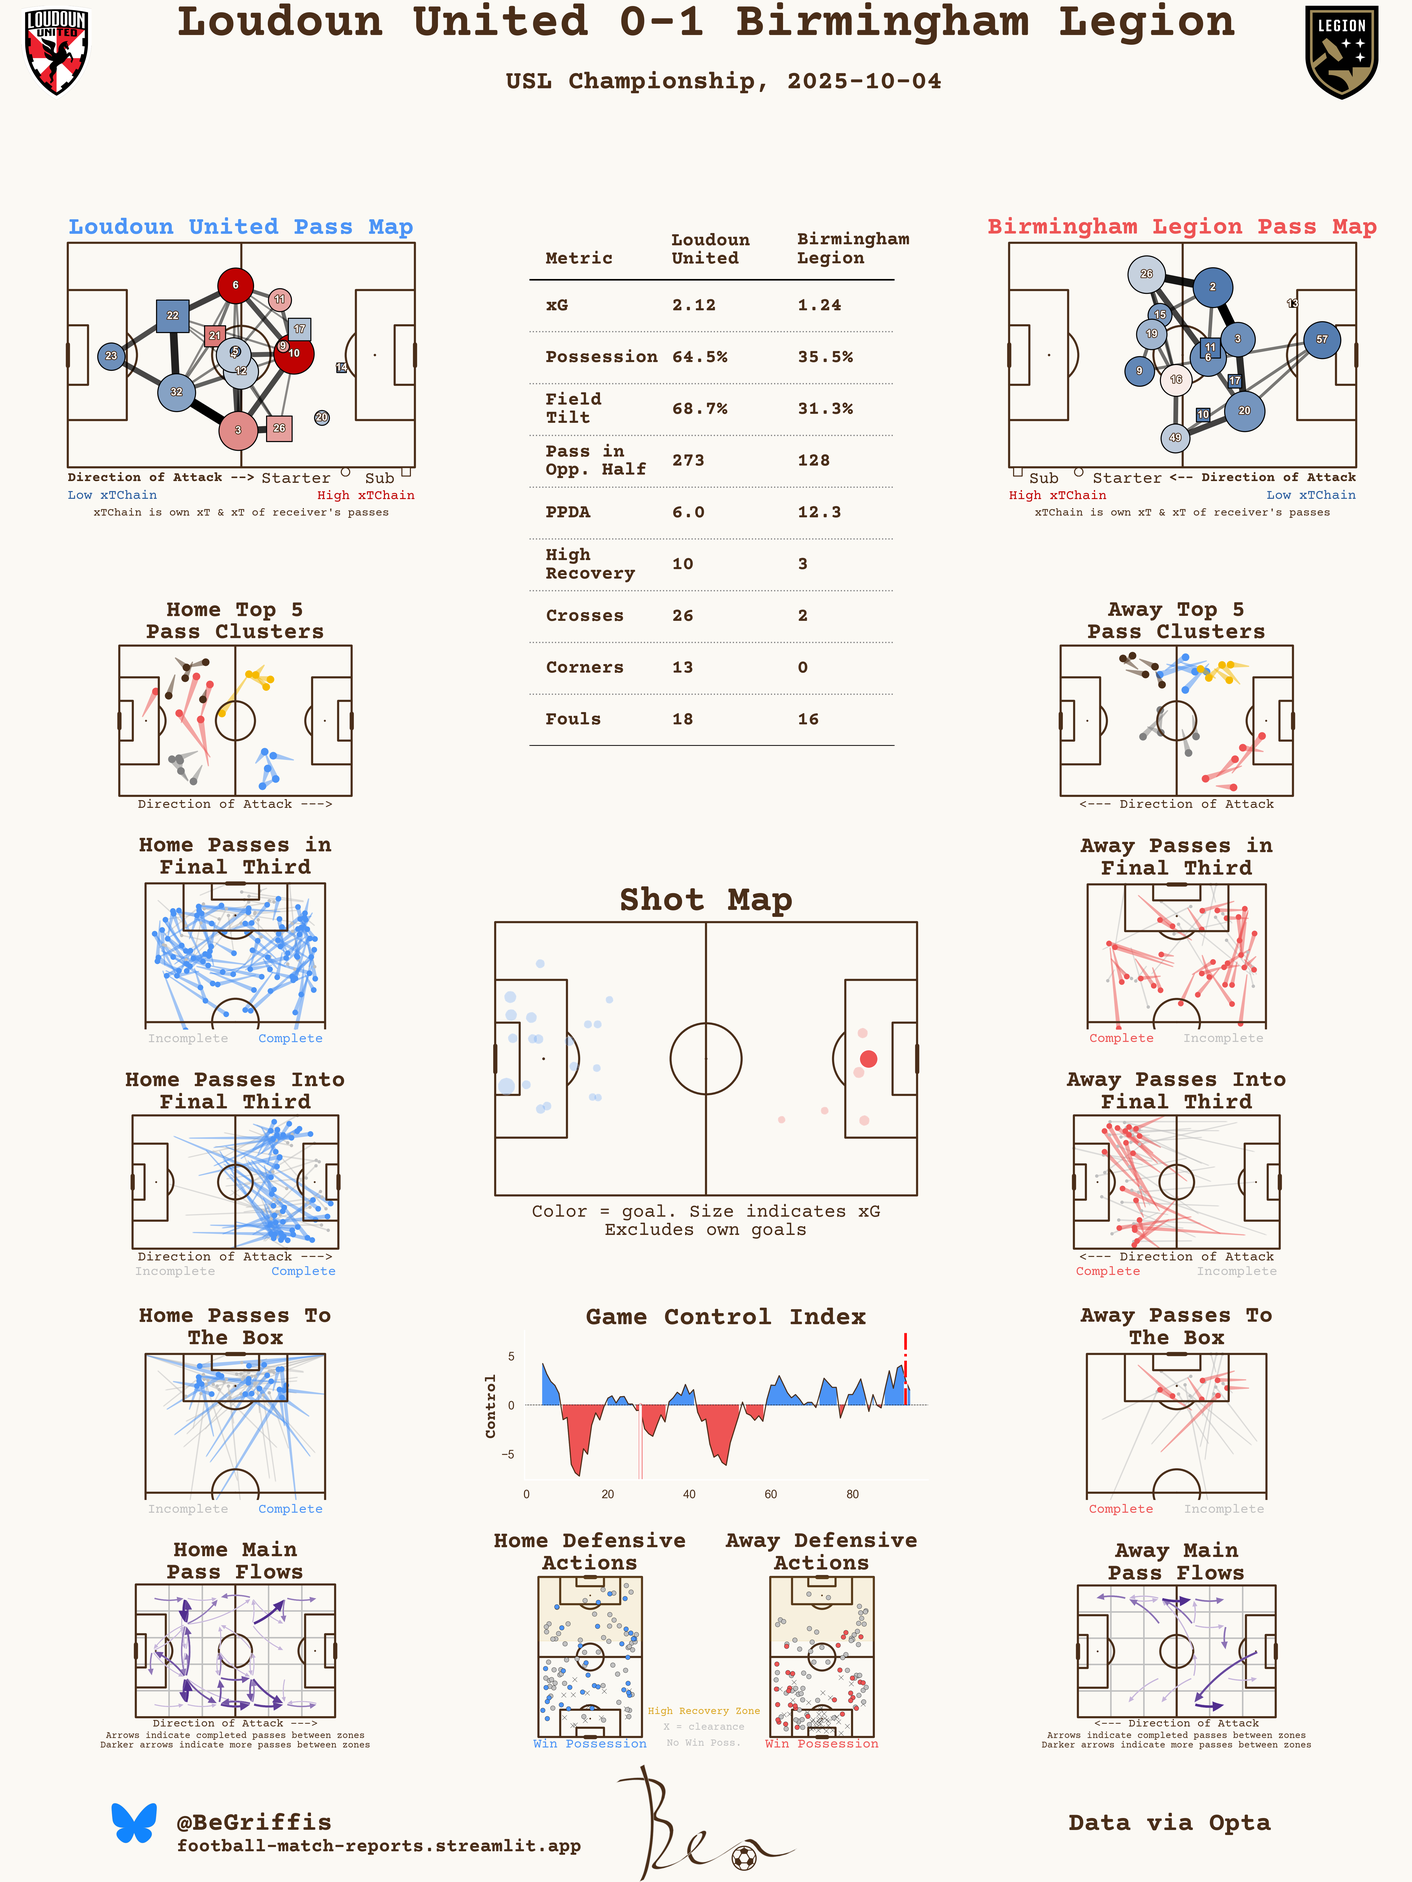 Loudoun United 0-1 Birmingham Legion
USL Championship, 2025-10-04
LOUDOUN
UNITED
LEGION
Loudoun United Pass Map
6
11
22
21
17
23
5
9
10
12
14
32
20
3
26
Direction of Attack --> Starter Sub
Low xTChain High xTChain
xTChain is own xT & xT of receiver's passes
Metric Loudoun United Birmingham Legion
xG 2.12 1.24
Possession 64.5% 35.5%
Field Tilt 68.7% 31.3%
Pass in Opp. Half 273 128
PPDA 6.0 12.3
High Recovery 10 3
Crosses 26 2
Corners 13 0
Fouls 18 16
Birmingham Legion Pass Map
26
2
13
15
19
3
57
11
6
9
16
17
10
20
49
Sub Starter <-- Direction of Attack
High xTChain Low xTChain
xTChain is own xT & xT of receiver's passes
Home Top 5
Pass Clusters
Direction of Attack --->
Away Top 5
Pass Clusters
<--- Direction of Attack
Home Passes in
Final Third
Incomplete Complete
Away Passes in
Final Third
Complete Incomplete
Shot Map
Color = goal. Size indicates xG
Excludes own goals
Home Passes Into
Final Third
Direction of Attack --->
Incomplete Complete
Away Passes Into
Final Third
<--- Direction of Attack
Complete Incomplete
Home Passes To
The Box
Incomplete Complete
Game Control Index
Control
5
0
−5
0 20 40 60 80
Away Passes To
The Box
Complete Incomplete
Home Main
Pass Flows
Direction of Attack --->
Arrows indicate completed passes between zones
Darker arrows indicate more passes between zones
Home Defensive
Actions
Win Possession
High Recovery Zone
X = clearance
No Win Poss.
Away Defensive
Actions
Win Possession
Away Main
Pass Flows
<--- Direction of Attack
Arrows indicate completed passes between zones
Darker arrows indicate more passes between zones
@BeGriffis
football-match-reports.streamlit.app
Ben
Data via Opta